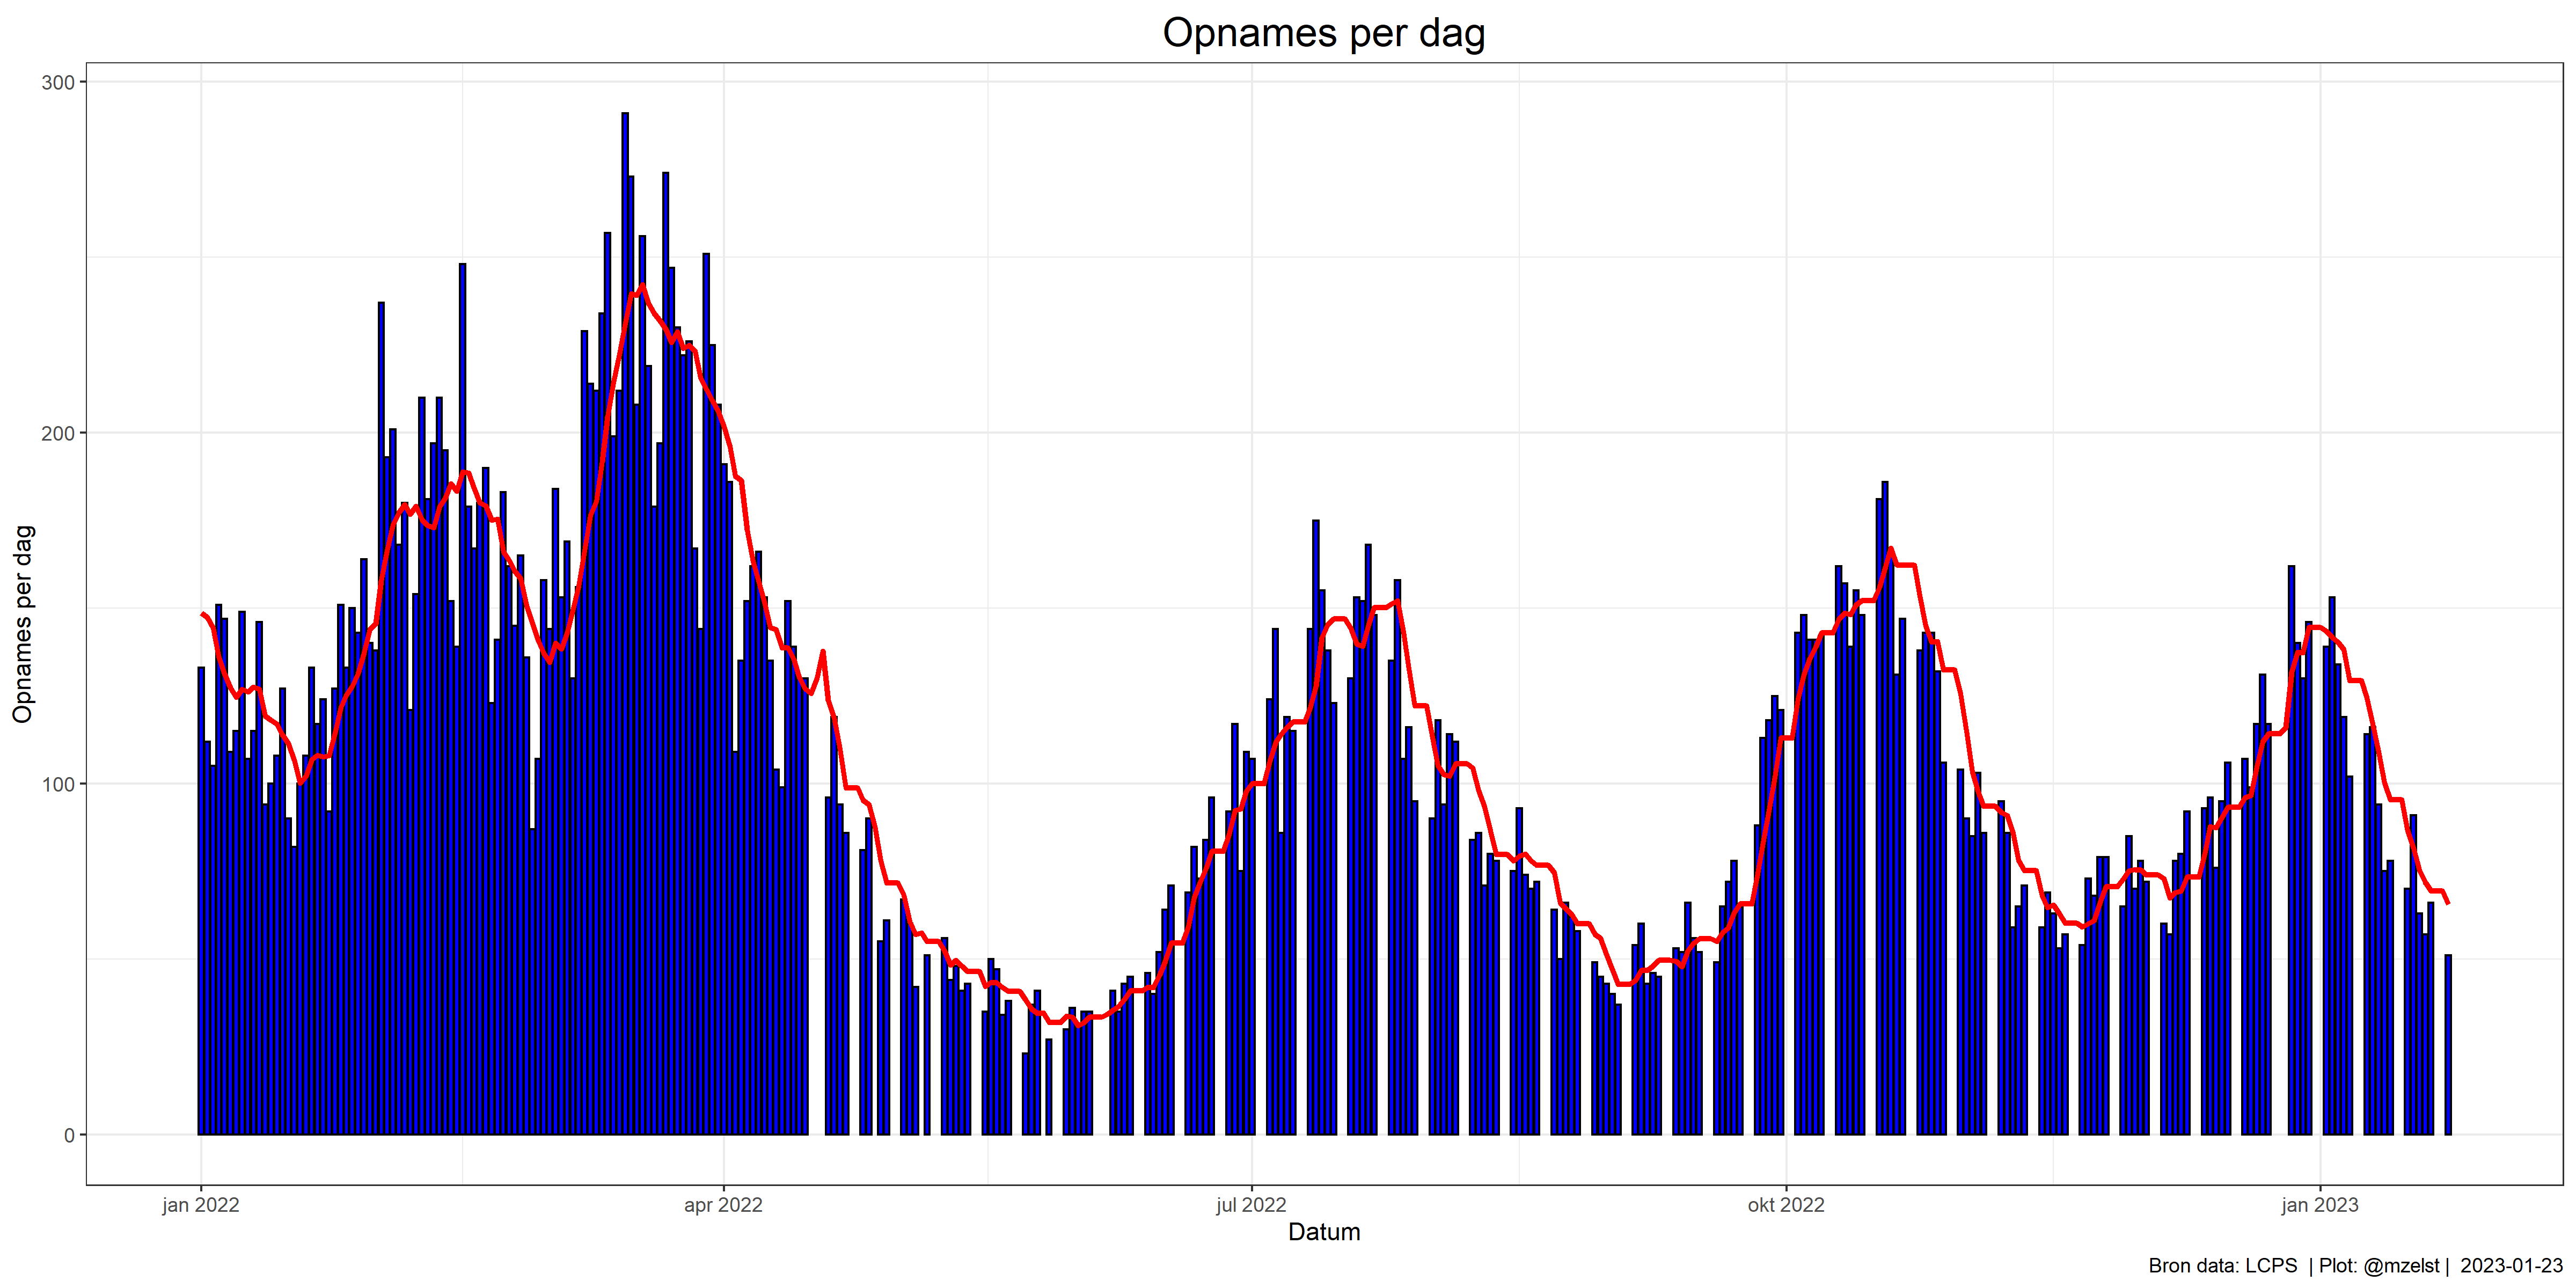 Opnames per dag
Opnames per dag
300
200
100
0
jan 2022
apr 2022
jul 2022
okt 2022
jan 2023
Datum
Bron data: LCPS | Plot: @mzelst | 2023-01-23